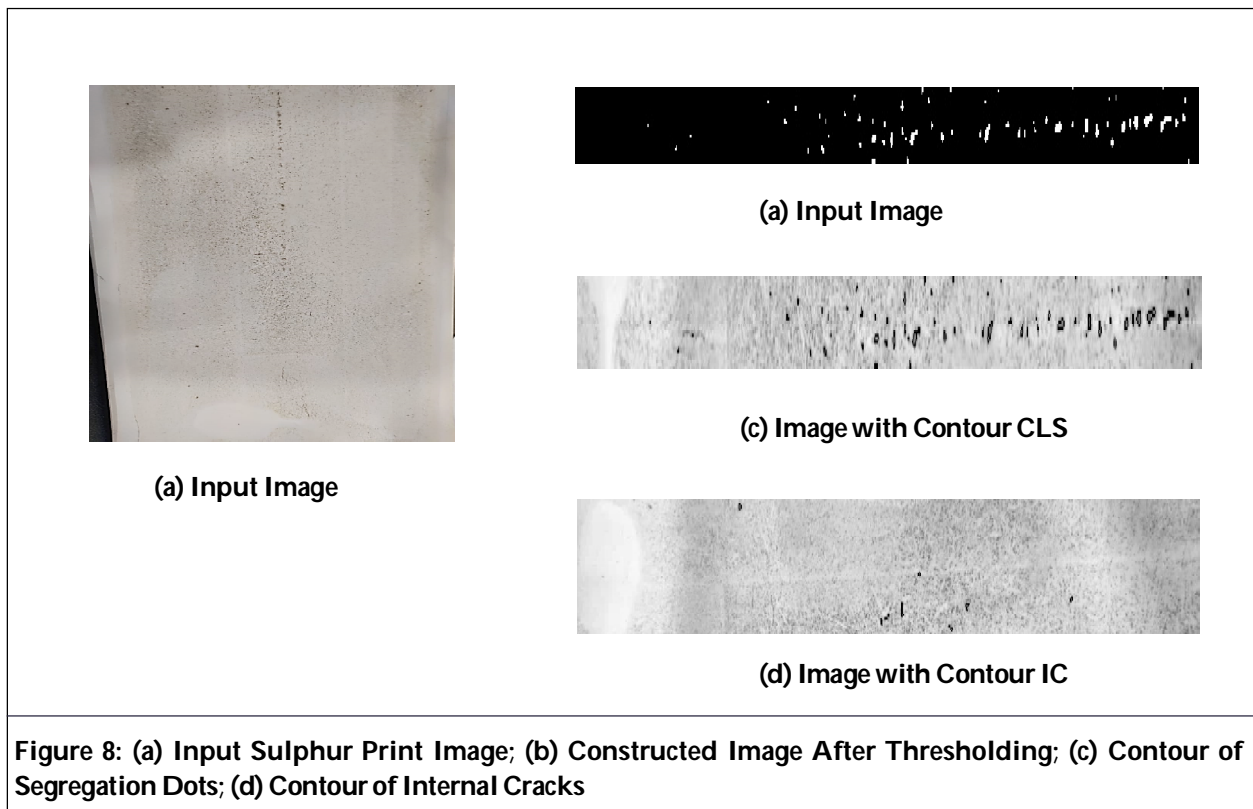 (a) Input Image
(a) Input Image
(c) Image with Contour CLS
(d) Image with Contour IC
Figure 8: (a) Input Sulphur Print Image; (b) Constructed Image After Thresholding; (c) Contour of
Segregation Dots; (d) Contour of Internal Cracks